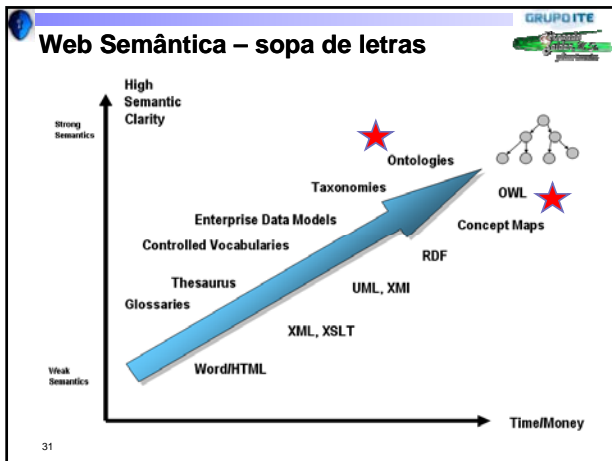 GRUPO ITE
Web Semântica – sopa de letras
High
Semantic
Clarity
Strong
Semantics
Ontologies
Taxonomies
OWL
Enterprise Data Models
Concept Maps
Controlled Vocabularies
RDF
Thesaurus
UML, XMI
Glossaries
XML, XSLT
Word/HTML
Weak
Semantics
Time/Money
31